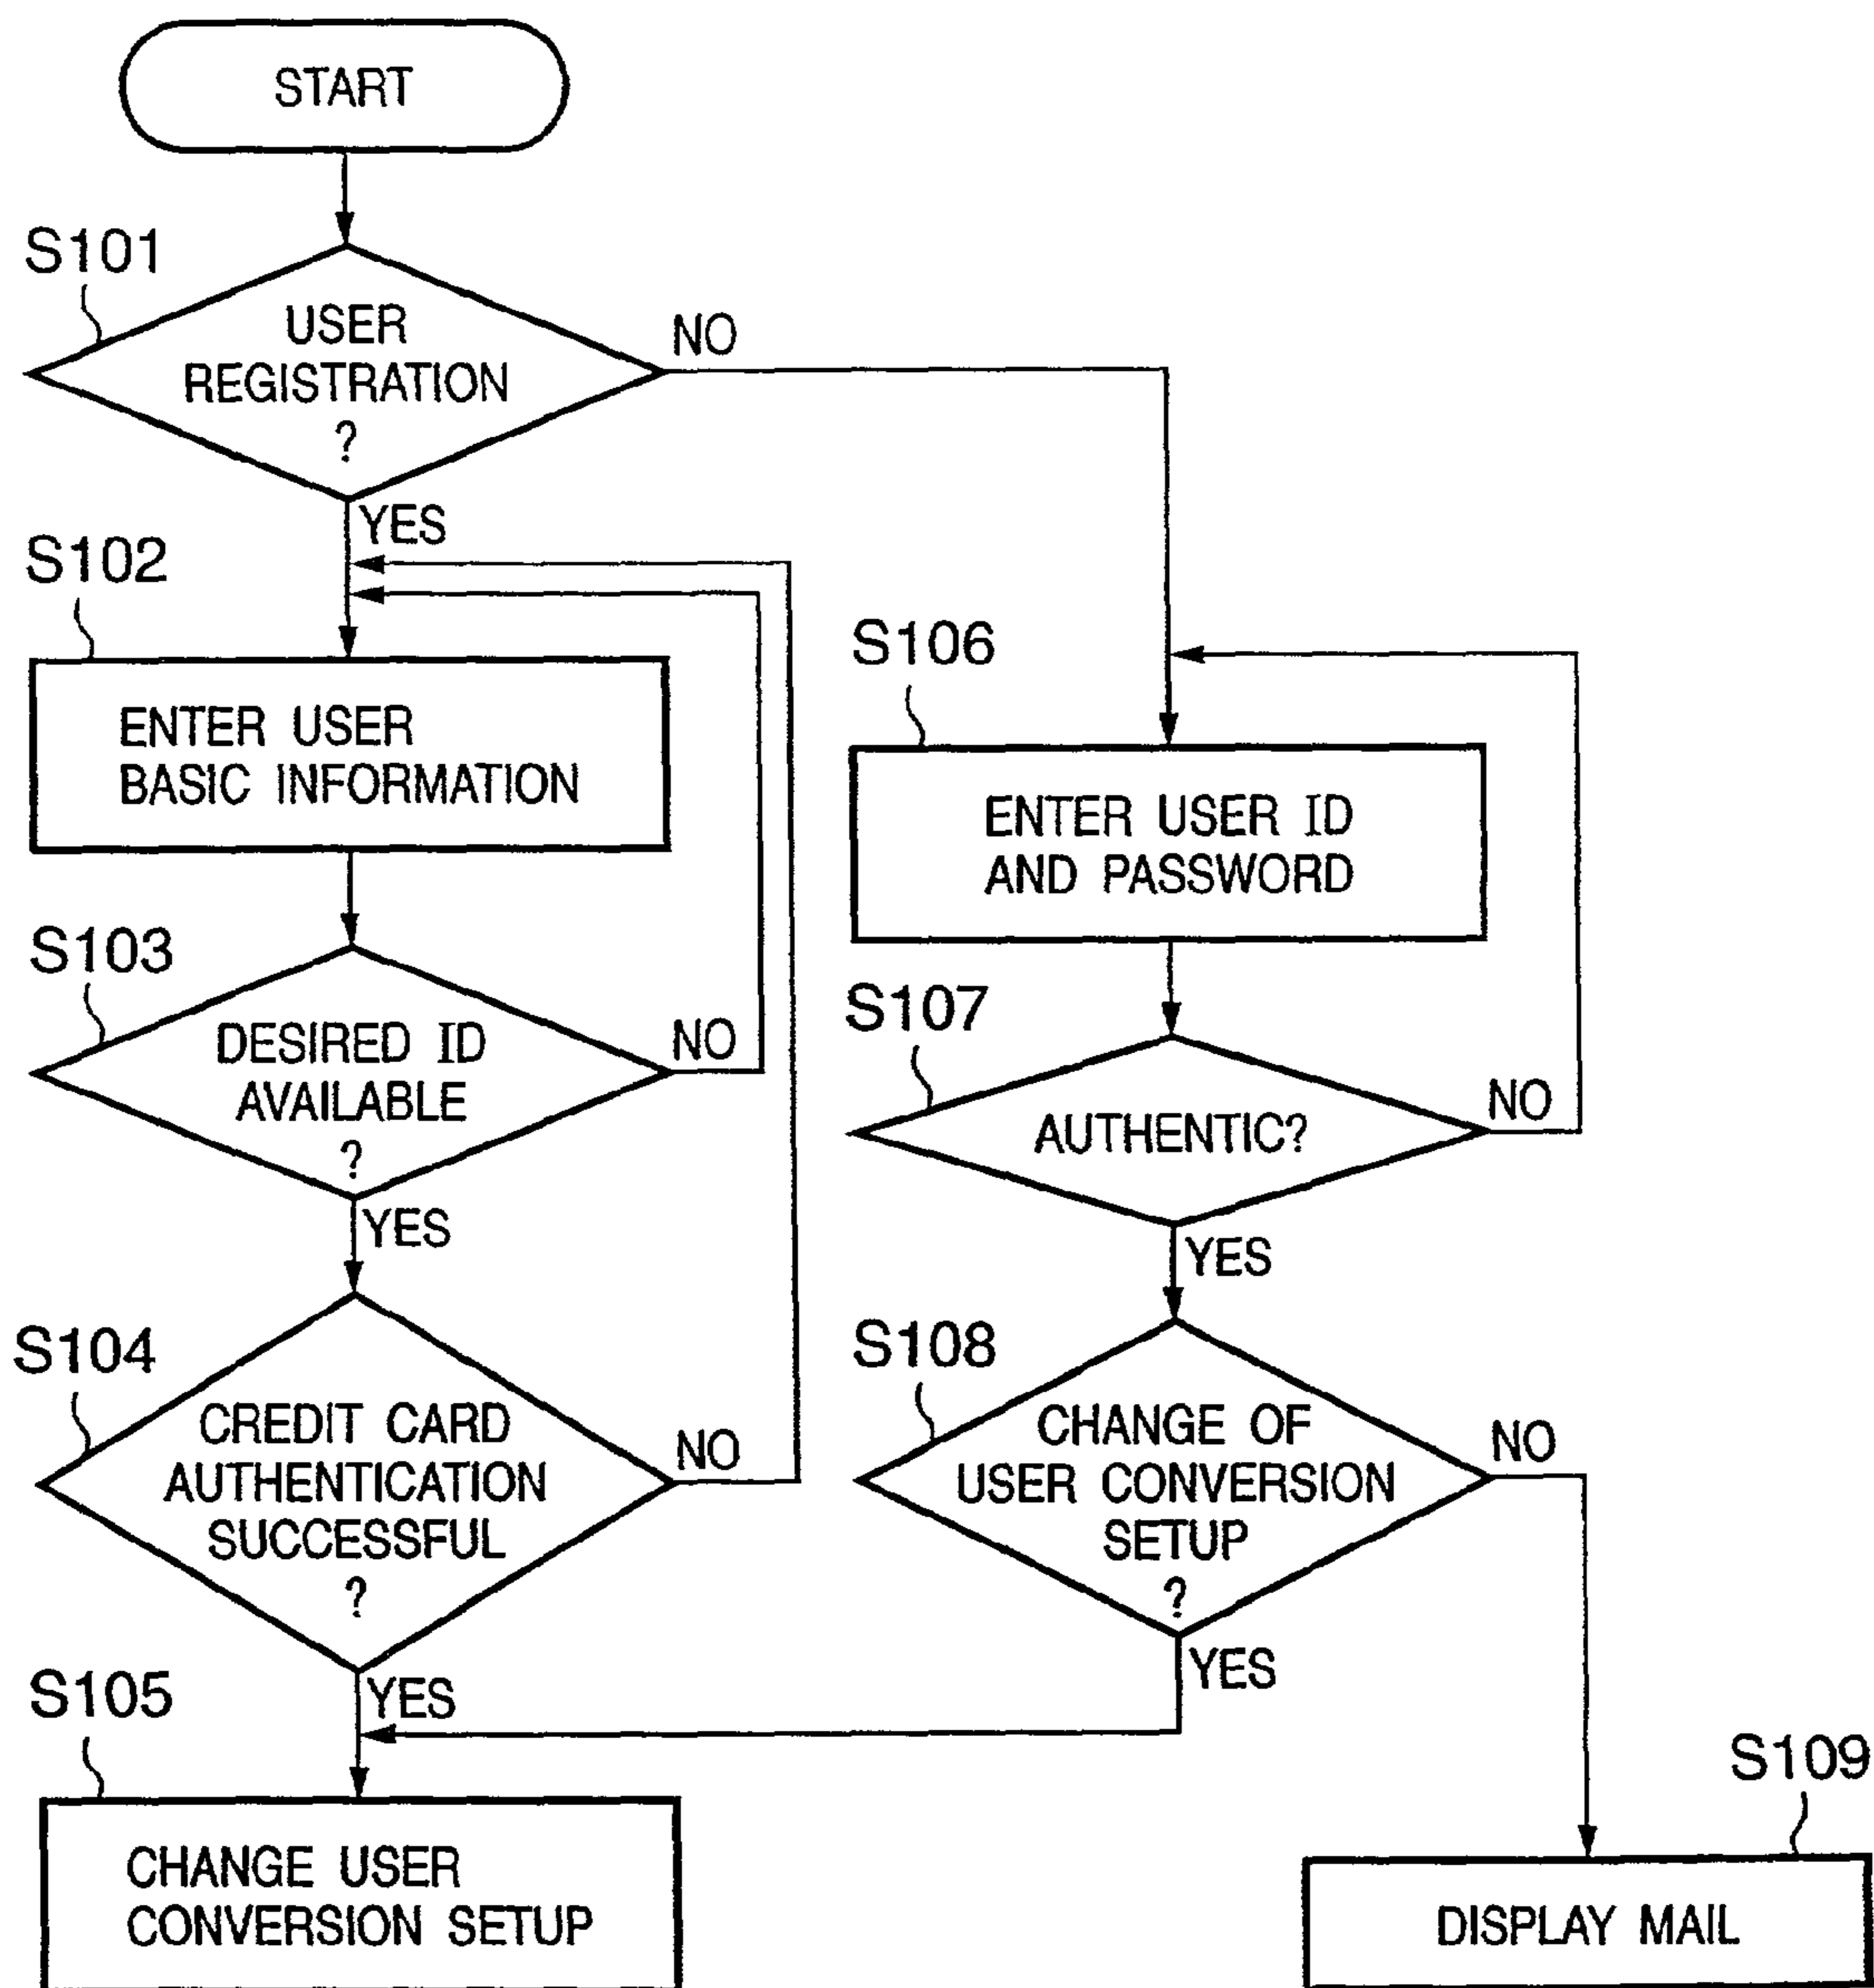 START
S101
USER
REGISTRATION
?
NO
YES
S102
ENTER USER
BASIC INFORMATION
S103
DESIRED ID
AVAILABLE
?
NO
YES
S104
CREDIT CARD
AUTHENTICATION
SUCCESSFUL
?
NO
YES
S105
CHANGE USER
CONVERSION SETUP
S106
ENTER USER ID
AND PASSWORD
S107
AUTHENTIC?
NO
YES
S108
CHANGE OF
USER CONVERSION
SETUP
?
NO
YES
S109
DISPLAY MAIL